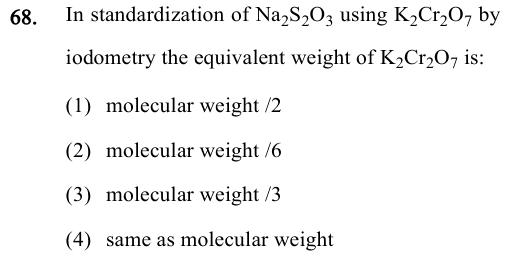 68. In standardization of Na₂S₂O₃ using K₂Cr₂O₇ by
iodometry the equivalent weight of K₂Cr₂O₇ is:
(1) molecular weight /2
(2) molecular weight /6
(3) molecular weight /3
(4) same as molecular weight